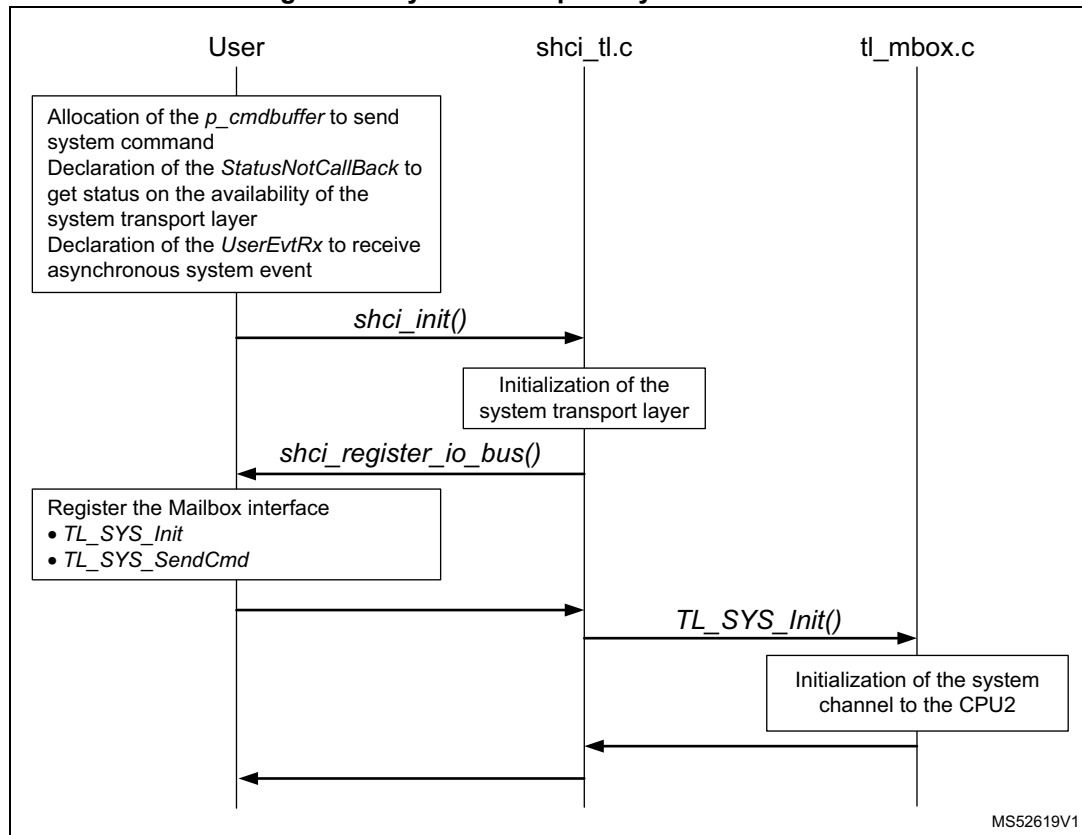 User
shci_tl.c
tl_mbox.c
Allocation of the p_cmdbuffer to send
system command
Declaration of the StatusNotCallBack to
get status on the availability of the
system transport layer
Declaration of the UserEvtRx to receive
asynchronous system event
shci_init()
Initialization of the
system transport layer
shci_register_io_bus()
Register the Mailbox interface
• TL_SYS_Init
• TL_SYS_SendCmd
TL_SYS_Init()
Initialization of the system
channel to the CPU2
MS52619V1